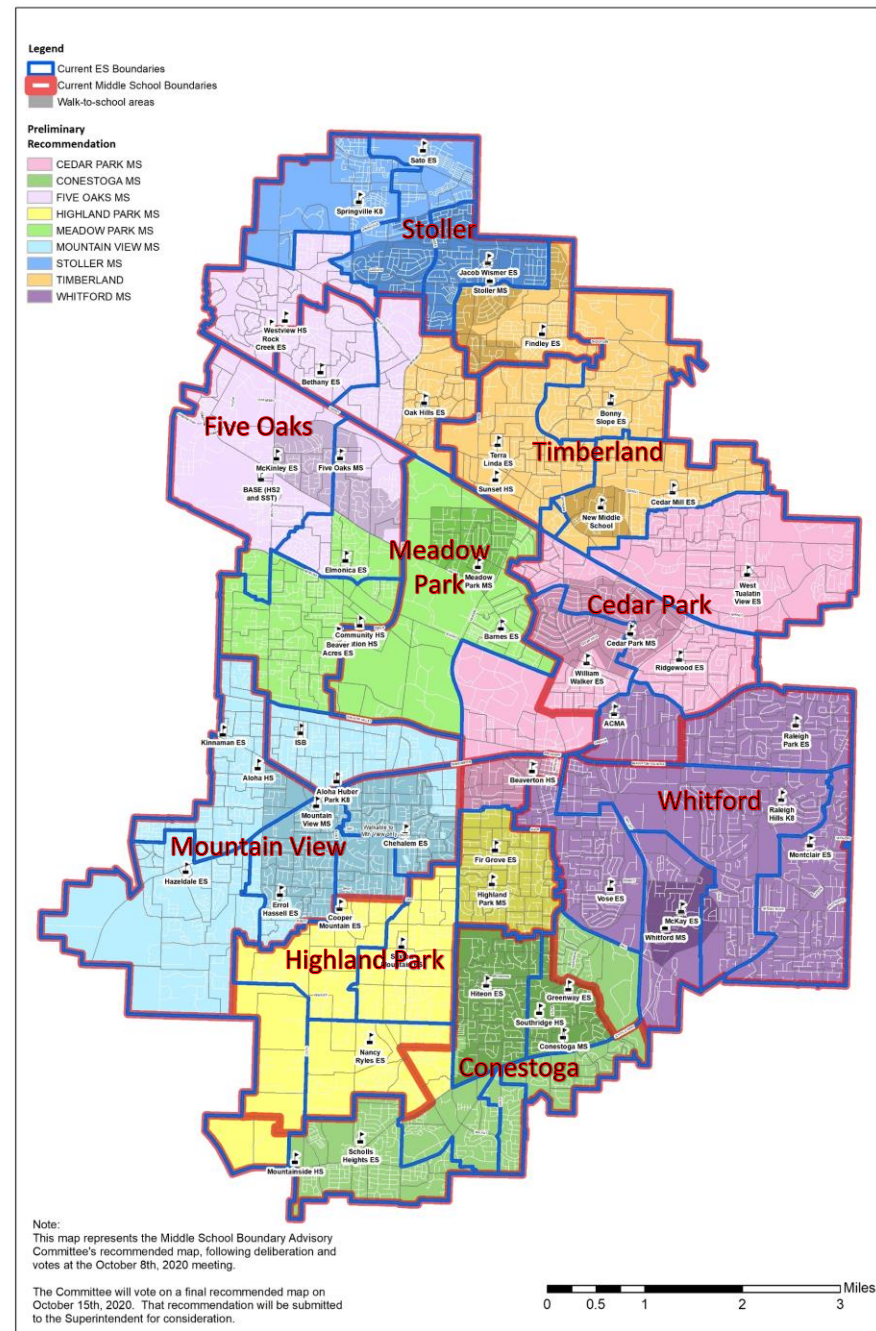 Legend
Current ES Boundaries
Current Middle School Boundaries
Walk-to-school areas
Preliminary
Recommendation
CEDAR PARK MS
CONESTOGA MS
FIVE OAKS MS
HIGHLAND PARK MS
MEADOW PARK MS
MOUNTAIN VIEW MS
STOLLER MS
TIMBERLAND
WHITFORD MS
Sato ES
Springville K8
Stoller
Jacob Wismer ES
Stoller MS
Westview HS
Rock
Creek ES
Findley ES
Bethany ES
Oak Hills ES
Bonny
Slope ES
Five Oaks
McKinley ES
Five Oaks MS
BASE (HS2
and SST)
Terra
Linda ES
Timberland
Sunset HS
Cedar Mill ES
New Middle
School
Meadow
Park
Elmonica ES
Meadow
Park MS
West
Tualatin
View ES
Cedar Park
Community HS
Beaver
Acres ES
Barnes ES
Cedar Park MS
William
Walker ES
Ridgewood ES
ACMA
Kinnaman ES
ISB
Raleigh
Park ES
Aloha HS
Beaverton HS
Aloha Huber
Park K8
Mountain
View MS
Whitford
Raleigh
Hills K8
Mountain View
Chehalem ES
Montclair ES
Hazeldale ES
Fir Grove ES
Errol
Hassell ES
Highland
Park MS
Vose ES
Cooper
Mountain ES
McKay ES
Whitford MS
Highland Park
Hiteon ES
Greenway ES
Southridge HS
Conestoga MS
Nancy
Ryles ES
Conestoga
Scholls
Heights ES
Mountainside HS
Note:
This map represents the Middle School Boundary Advisory
Committee's recommended map, following deliberation and
votes at the October 8th, 2020 meeting.
The Committee will vote on a final recommended map on
October 15th, 2020. That recommendation will be submitted
to the Superintendent for consideration.
Miles
0 0.5 1 2 3